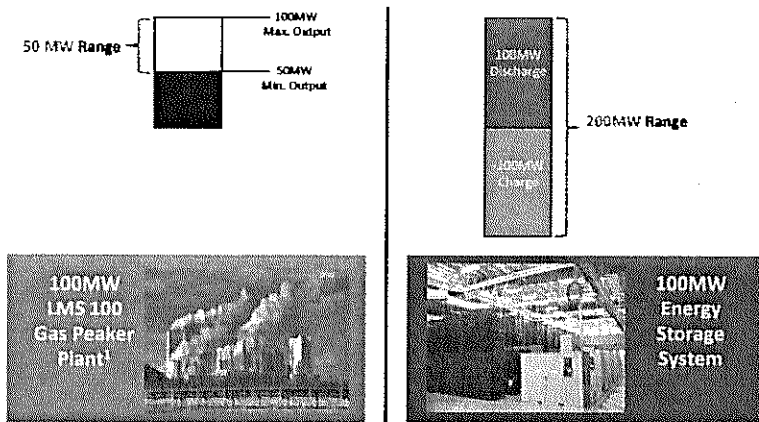 100MW
Max. Output
50 MW Range
50MW
Min. Output
100MW
LMS 100
Gas Peaker
Plant¹
100MW
Discharge
200MW Range
100MW
Charge
100MW
Energy
Storage
System